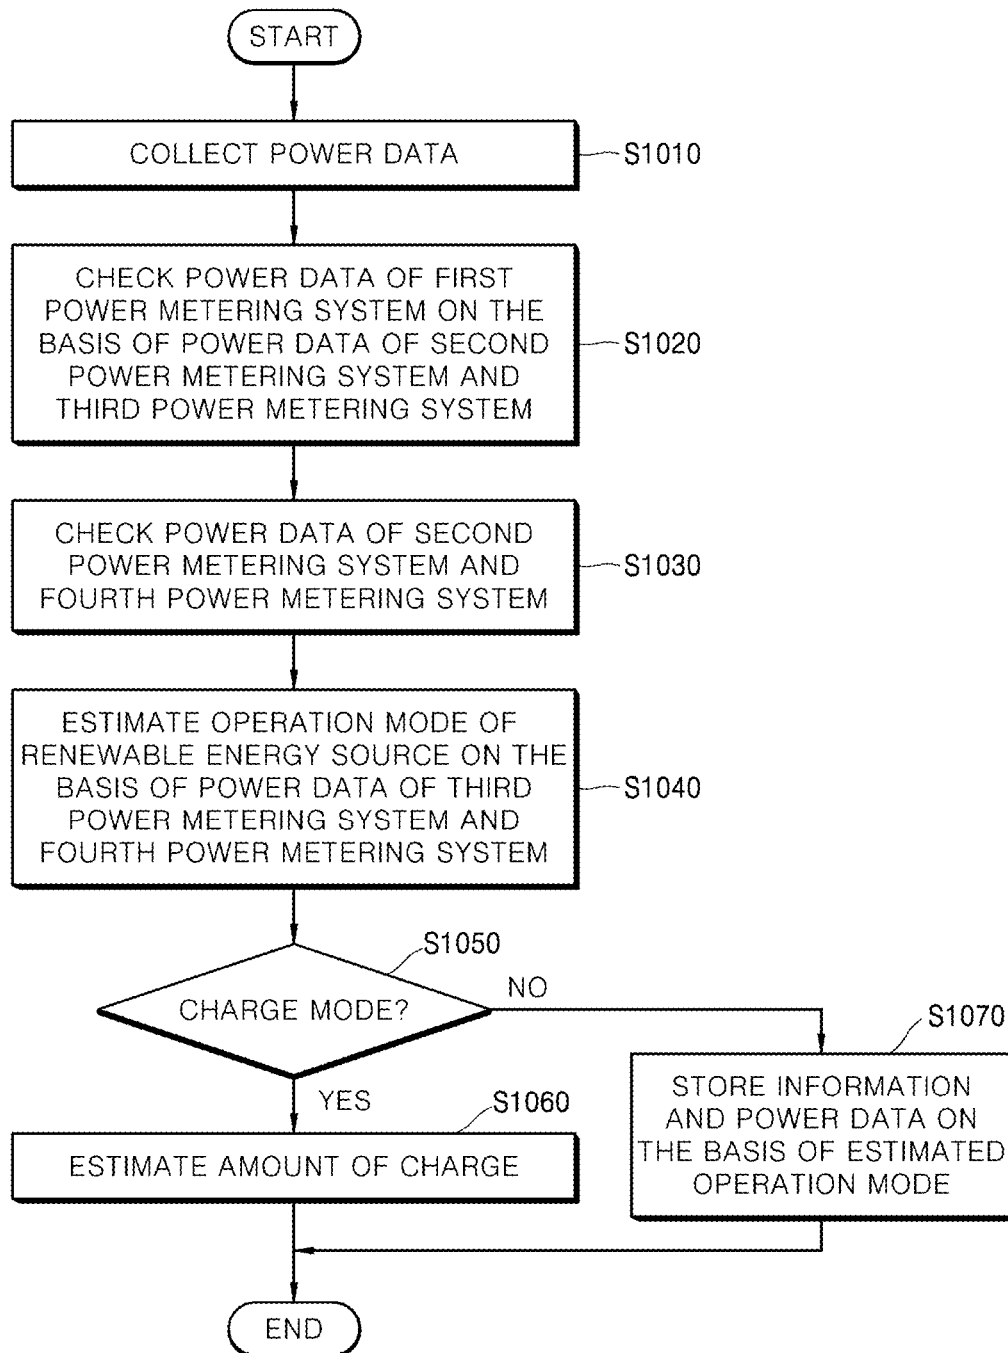 START
COLLECT POWER DATA
S1010
CHECK POWER DATA OF FIRST
POWER METERING SYSTEM ON THE
BASIS OF POWER DATA OF SECOND
POWER METERING SYSTEM AND
THIRD POWER METERING SYSTEM
S1020
CHECK POWER DATA OF SECOND
POWER METERING SYSTEM AND
FOURTH POWER METERING SYSTEM
S1030
ESTIMATE OPERATION MODE OF
RENEWABLE ENERGY SOURCE ON THE
BASIS OF POWER DATA OF THIRD
POWER METERING SYSTEM AND
FOURTH POWER METERING SYSTEM
S1040
S1050
CHARGE MODE?
NO
YES
S1060
ESTIMATE AMOUNT OF CHARGE
S1070
STORE INFORMATION
AND POWER DATA ON
THE BASIS OF ESTIMATED
OPERATION MODE
END